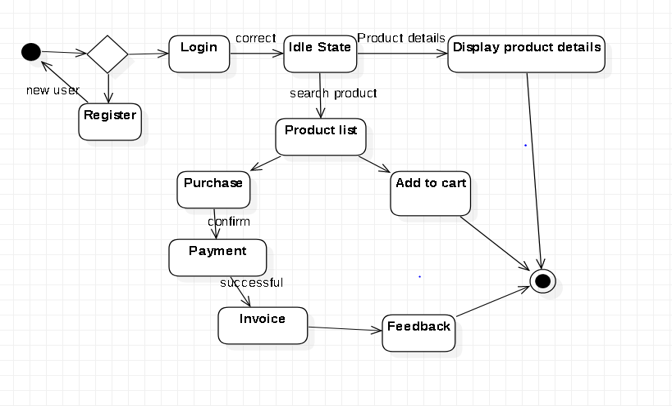 correct
Product details
Login
Idle State
Display product details
new user
search product
Register
Product list
Purchase
Add to cart
confirm
Payment
successful
Invoice
Feedback